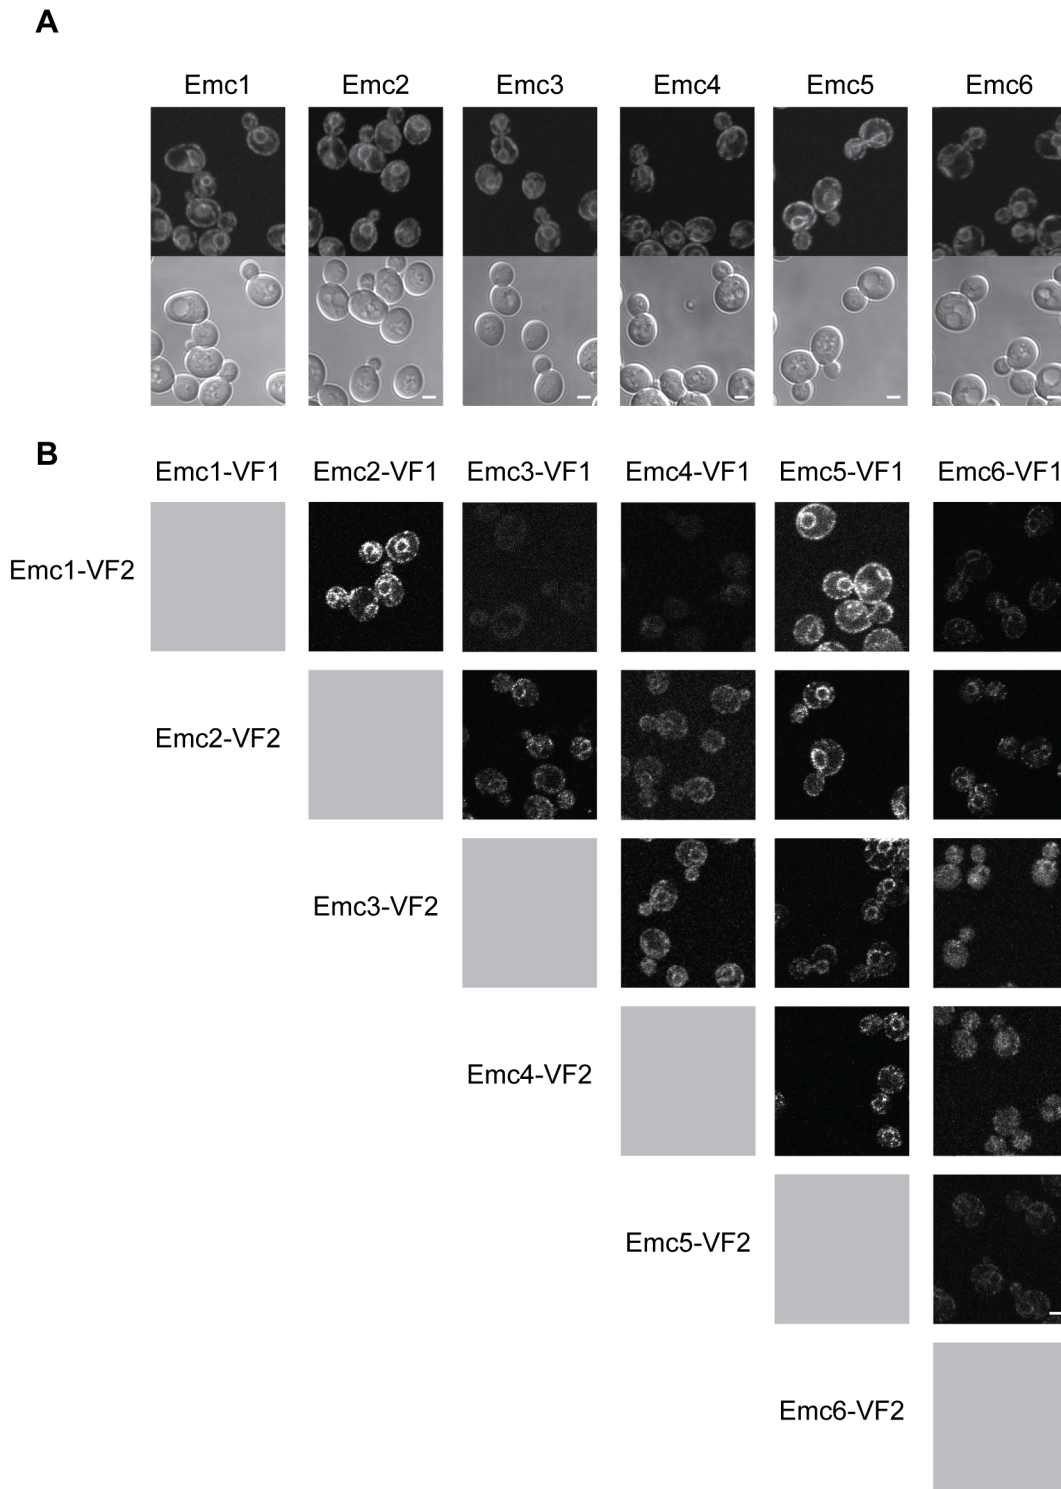 A
Emc1 Emc2 Emc3 Emc4 Emc5 Emc6
B
Emc1-VF1 Emc2-VF1 Emc3-VF1 Emc4-VF1 Emc5-VF1 Emc6-VF1
Emc1-VF2
Emc2-VF2
Emc3-VF2
Emc4-VF2
Emc5-VF2
Emc6-VF2